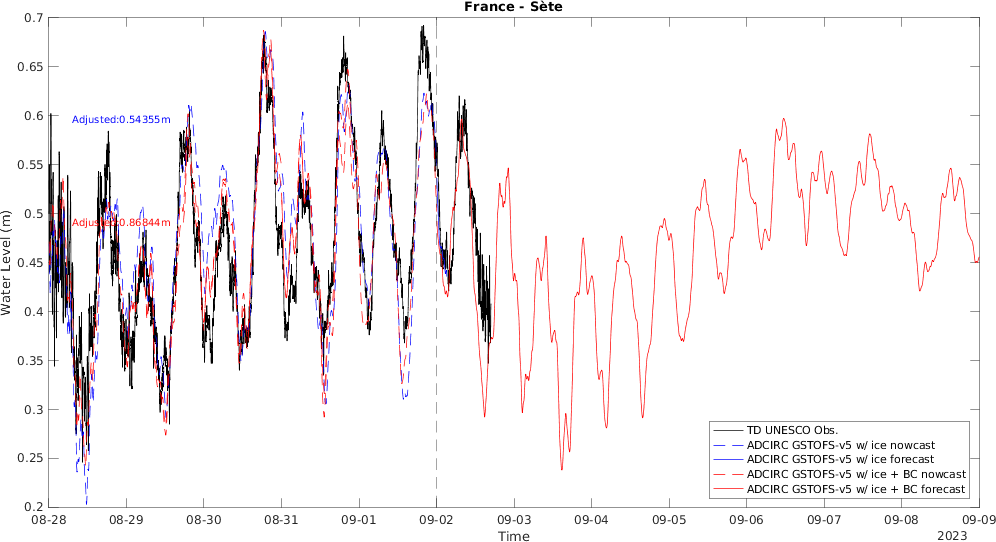 France - Sète
0.7
0.65
0.6
0.55
0.5
0.45
0.4
0.35
0.3
0.25
0.2
Water Level (m)
Adjusted:0.54355m
Adjusted:0.86844m
TD UNESCO Obs.
ADCIRC GSTOFS-v5 w/ ice nowcast
ADCIRC GSTOFS-v5 w/ ice forecast
ADCIRC GSTOFS-v5 w/ ice + BC nowcast
ADCIRC GSTOFS-v5 w/ ice + BC forecast
08-28 08-29 08-30 08-31 09-01 09-02 09-03 09-04 09-05 09-06 09-07 09-08 09-09
Time
2023